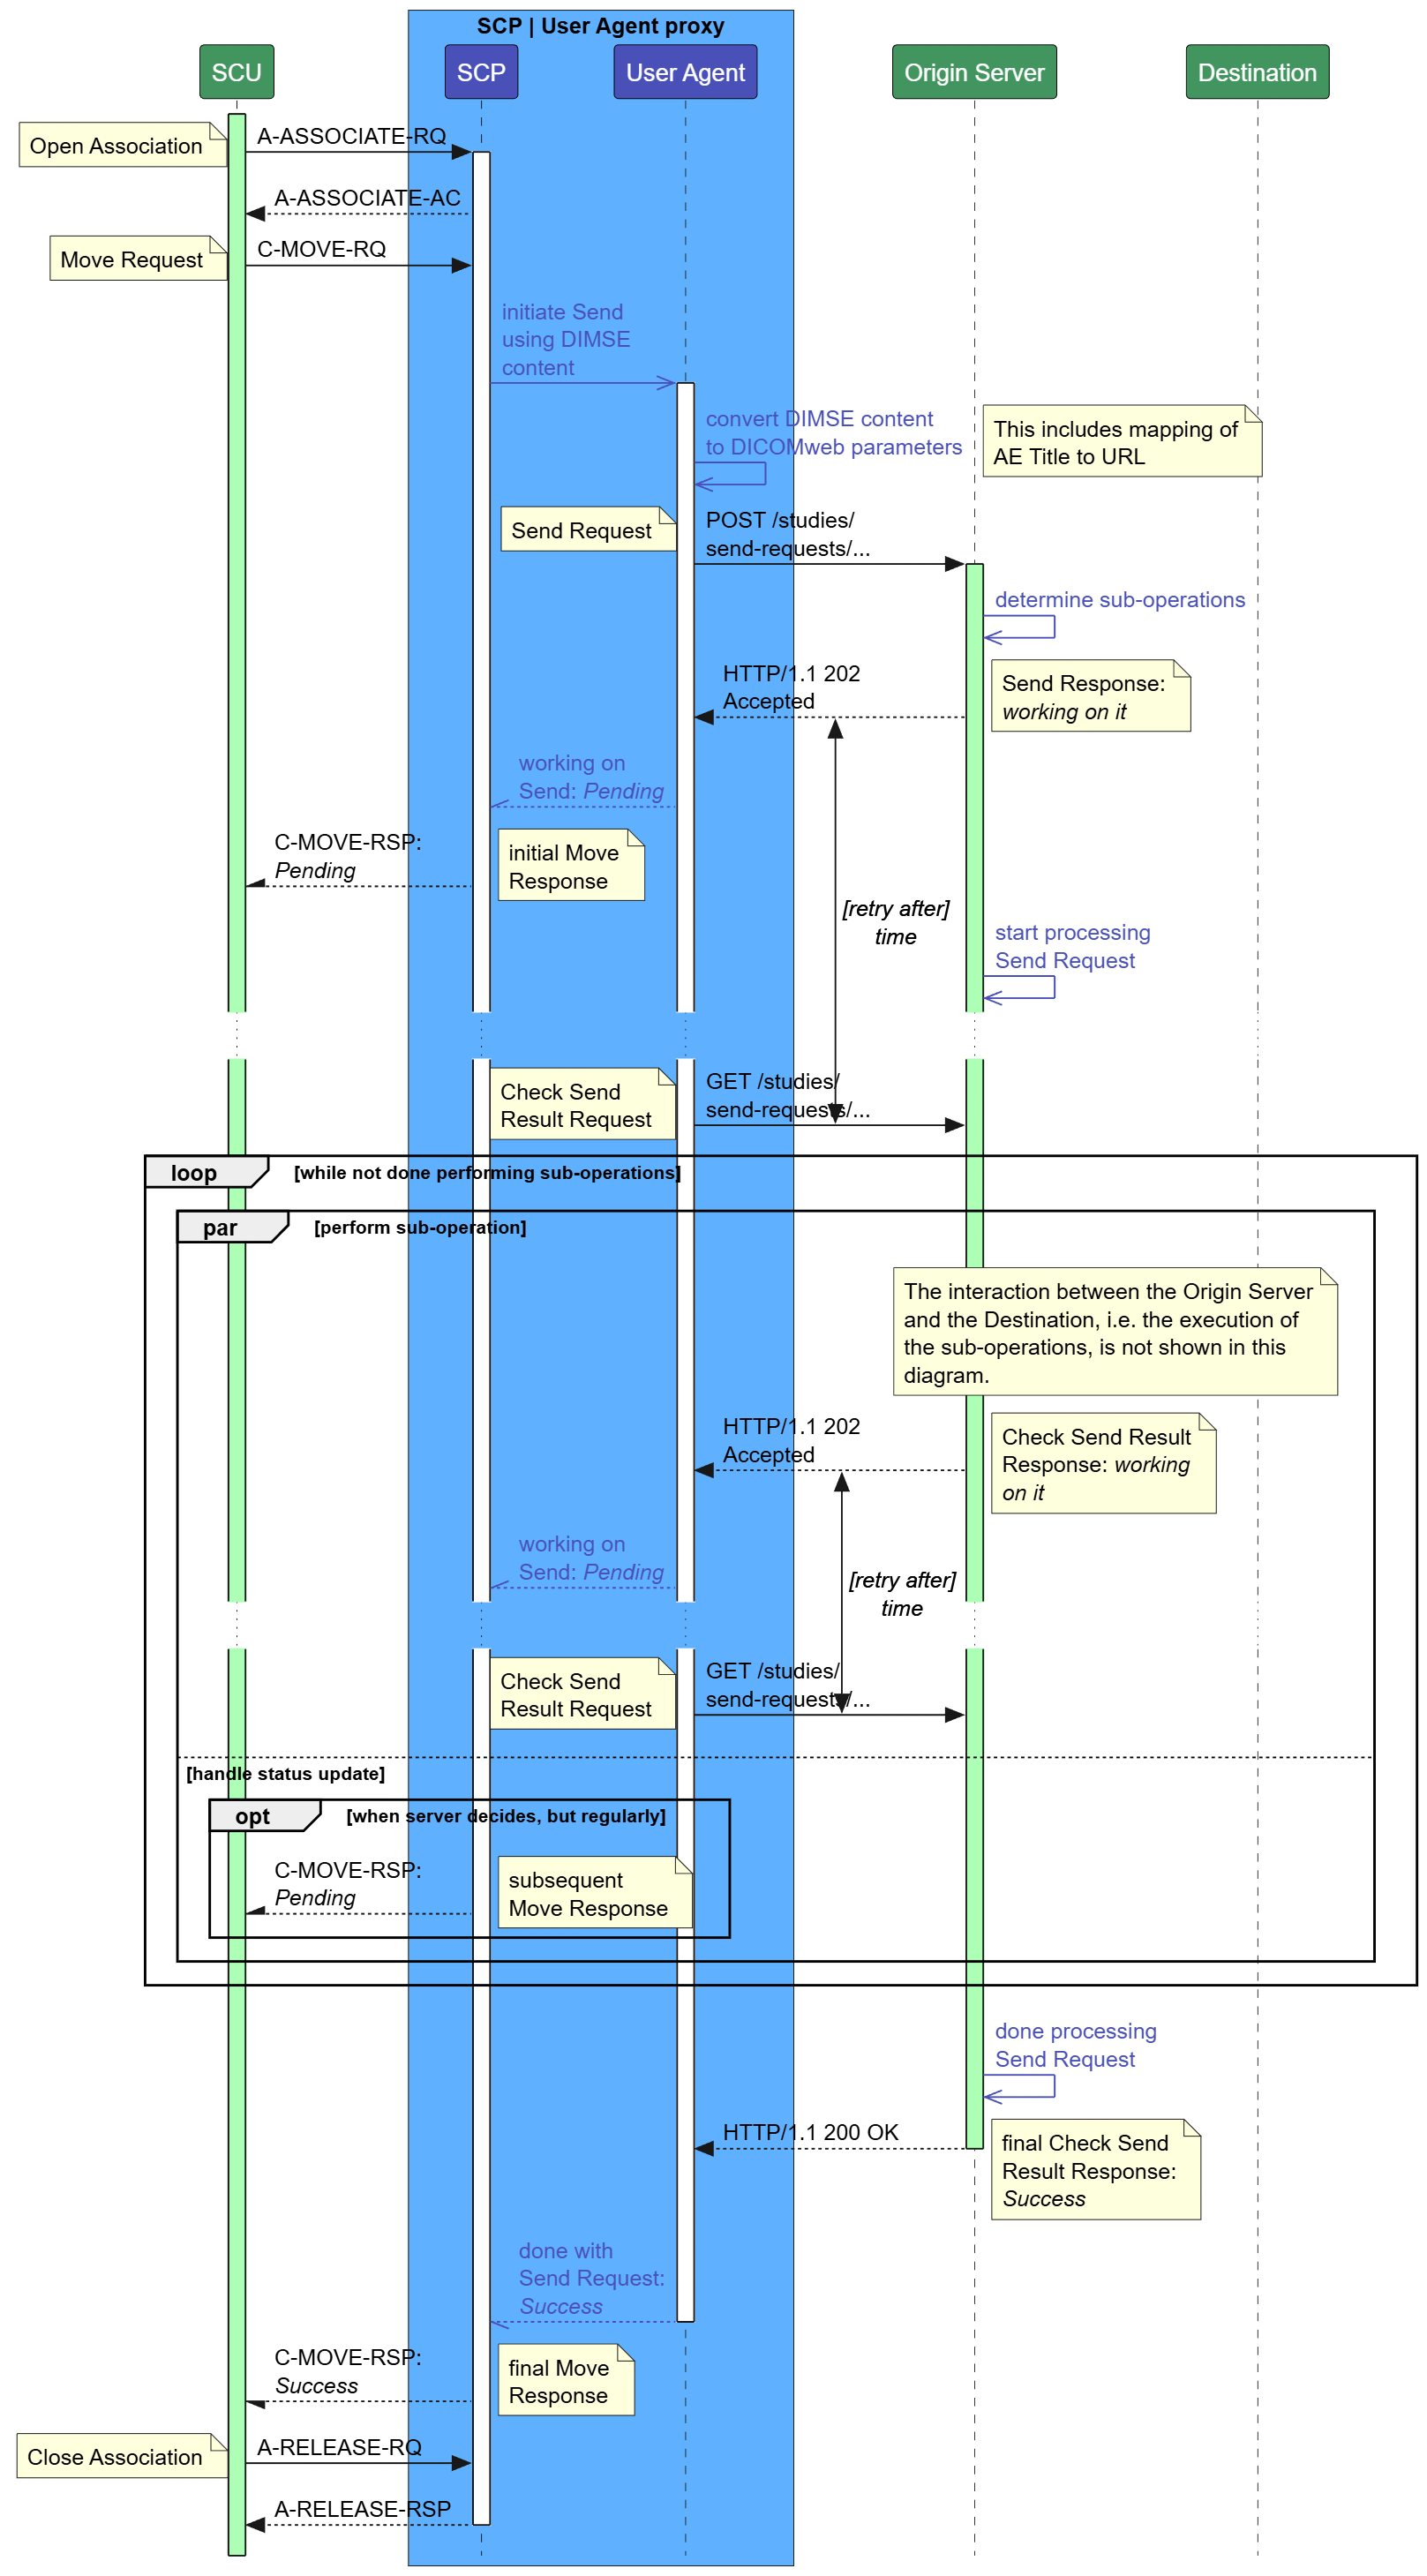 SCP | User Agent proxy
SCU
SCP
User Agent
Origin Server
Destination
Open Association
A-ASSOCIATE-RQ
A-ASSOCIATE-AC
Move Request
C-MOVE-RQ
initiate Send
using DIMSE
content
convert DIMSE content
to DICOMweb parameters
This includes mapping of
AE Title to URL
Send Request
POST /studies/
send-requests/...
determine sub-operations
HTTP/1.1 202
Accepted
Send Response:
working on it
working on
Send: Pending
C-MOVE-RSP:
Pending
initial Move
Response
[retry after]
time
start processing
Send Request
Check Send
Result Request
GET /studies/
send-requests/...
loop
[while not done performing sub-operations]
par
[perform sub-operation]
The interaction between the Origin Server
and the Destination, i.e. the execution of
the sub-operations, is not shown in this
diagram.
HTTP/1.1 202
Accepted
Check Send Result
Response: working
on it
working on
Send: Pending
[retry after]
time
Check Send
Result Request
GET /studies/
send-requests/...
[handle status update]
opt
[when server decides, but regularly]
C-MOVE-RSP:
Pending
subsequent
Move Response
done processing
Send Request
HTTP/1.1 200 OK
final Check Send
Result Response:
Success
done with
Send Request:
Success
C-MOVE-RSP:
Success
final Move
Response
Close Association
A-RELEASE-RQ
A-RELEASE-RSP